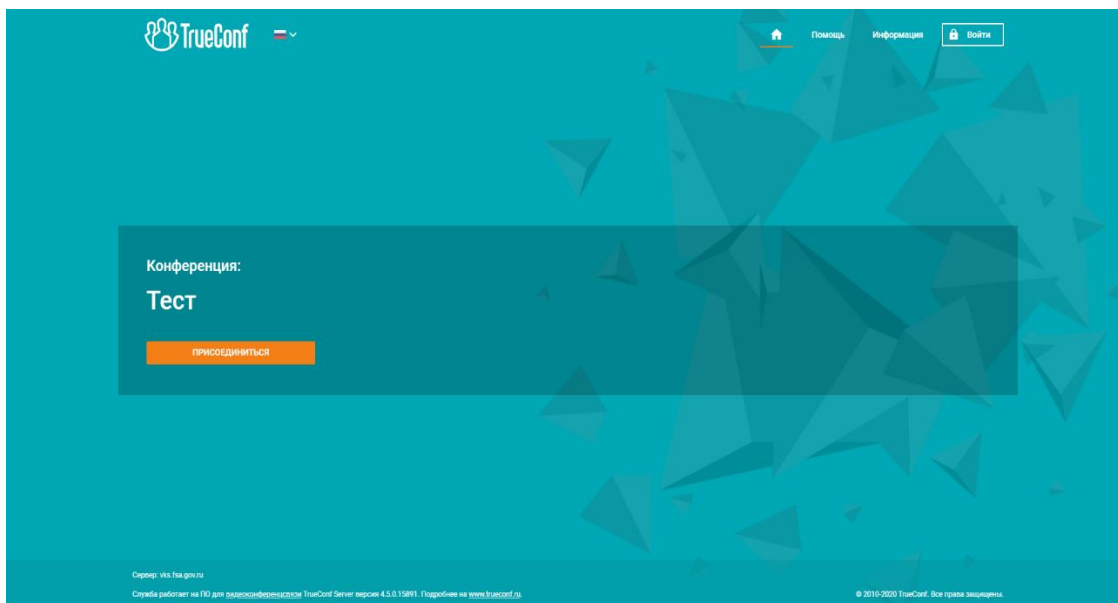 TrueConf
Помощь
Информация
Войти
Конференция:
Тест
ПРИСОЕДИНИТЬСЯ
Сервер: vks.fsa.gov.ru
Служба работает на ПО для видеоконференцсвязи TrueConf Server версия 4.5.0.15891. Подробнее на www.trueconf.ru.
© 2010-2020 TrueConf. Все права защищены.